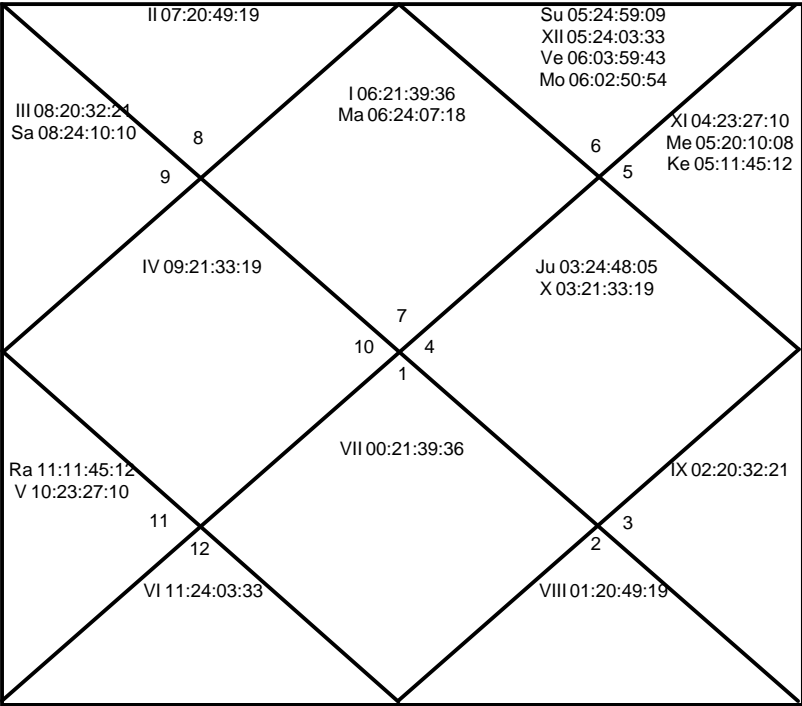 II 07:20:49:19
Su 05:24:59:09
XII 05:24:03:33
Ve 06:03:59:43
Mo 06:02:50:54
I 06:21:39:36
Ma 06:24:07:18
III 08:20:32:21
Sa 08:24:10:10
XI 04:23:27:10
Me 05:20:10:08
Ke 05:11:45:12
8
6
9
5
IV 09:21:33:19
Ju 03:24:48:05
X 03:21:33:19
7
10
4
1
VII 00:21:39:36
Ra 11:11:45:12
V 10:23:27:10
IX 02:20:32:21
11
3
12
2
VI 11:24:03:33
VIII 01:20:49:19